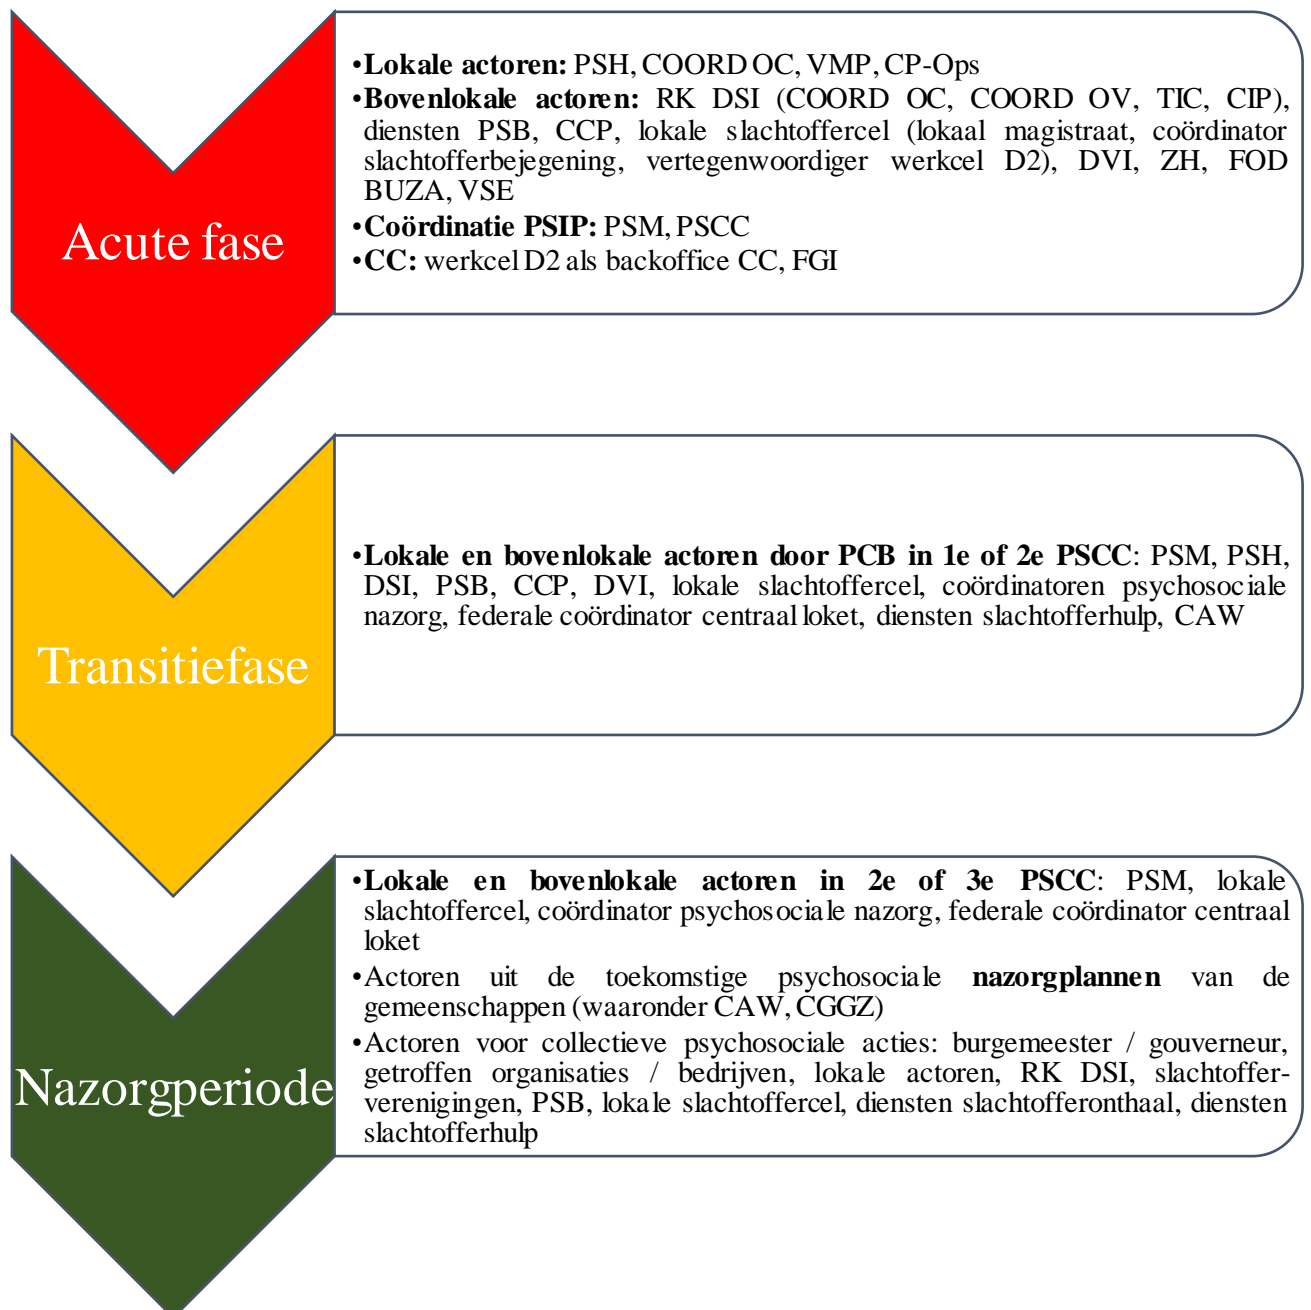 Acute fase
•Lokale actoren: PSH, COORD OC, VMP, CP-Ops
•Bovenlokale actoren: RK DSI (COORD OC, COORD OV, TIC, CIP),
diensten PSB, CCP, lokale slachtoffercel (lokaal magistraat, coördinator
slachtofferbejegening, vertegenwoordiger werkcel D2), DVI, ZH, FOD
BUZA, VSE
•Coördinatie PSIP: PSM, PSCC
•CC: werkcel D2 als backoffice CC, FGI
Transitiefase
•Lokale en bovenlokale actoren door PCB in 1e of 2e PSCC: PSM, PSH,
DSI, PSB, CCP, DVI, lokale slachtoffercel, coördinatoren psychosociale
nazorg, federale coördinator centraal loket, diensten slachtofferhulp, CAW
Nazorgperiode
•Lokale en bovenlokale actoren in 2e of 3e PSCC: PSM, lokale
slachtoffercel, coördinator psychosociale nazorg, federale coördinator centraal
loket
•Actoren uit de toekomstige psychosociale nazorgplannen van de
gemeenschappen (waaronder CAW, CGGZ)
•Actoren voor collectieve psychosociale acties: burgemeester / gouverneur,
getroffen organisaties / bedrijven, lokale actoren, RK DSI, slachtoffer-
verenigingen, PSB, lokale slachtoffercel, diensten slachtofferonthaal, diensten
slachtofferhulp